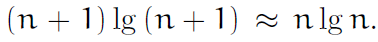 (n + 1) lg (n + 1) ≈ n lg n.